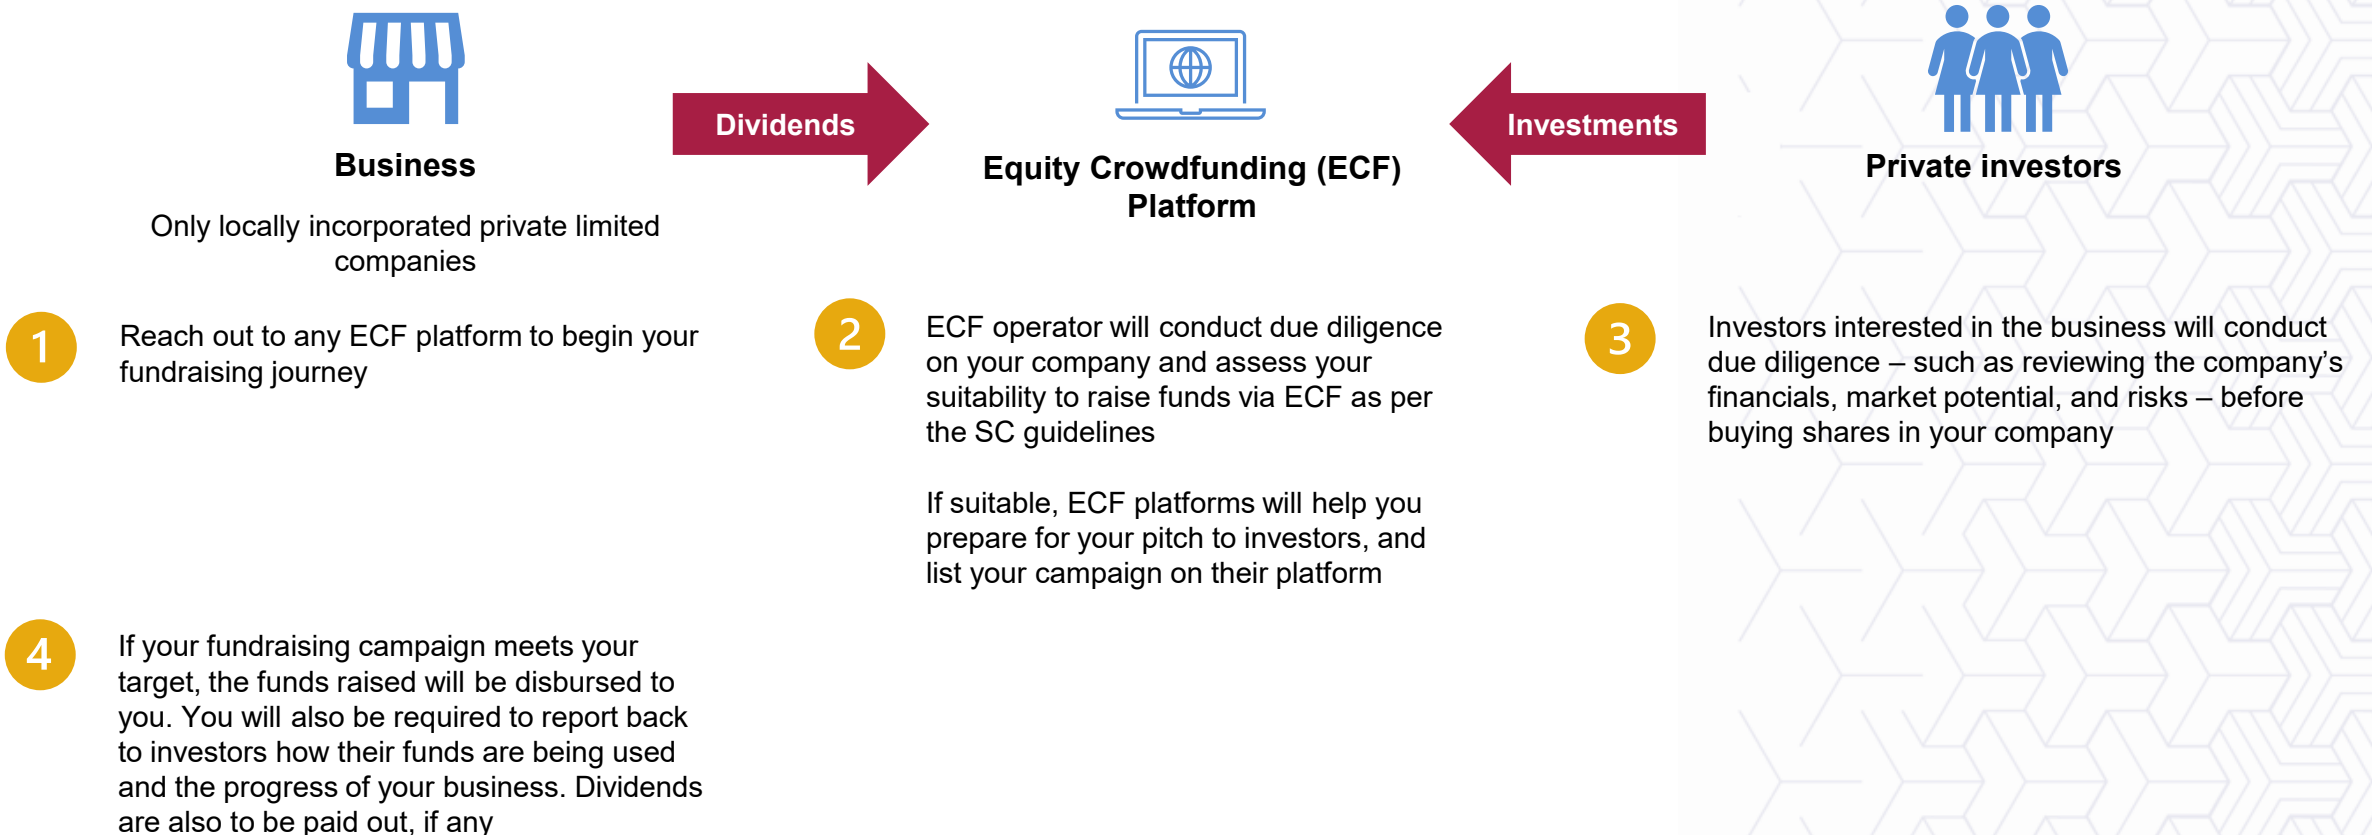 Business
Only locally incorporated private limited
companies
Dividends
Equity Crowdfunding (ECF)
Platform
Investments
Private investors
1
Reach out to any ECF platform to begin your
fundraising journey
2
ECF operator will conduct due diligence
on your company and assess your
suitability to raise funds via ECF as per
the SC guidelines
If suitable, ECF platforms will help you
prepare for your pitch to investors, and
list your campaign on their platform
3
Investors interested in the business will conduct
due diligence – such as reviewing the company’s
financials, market potential, and risks – before
buying shares in your company
4
If your fundraising campaign meets your
target, the funds raised will be disbursed to
you. You will also be required to report back
to investors how their funds are being used
and the progress of your business. Dividends
are also to be paid out, if any